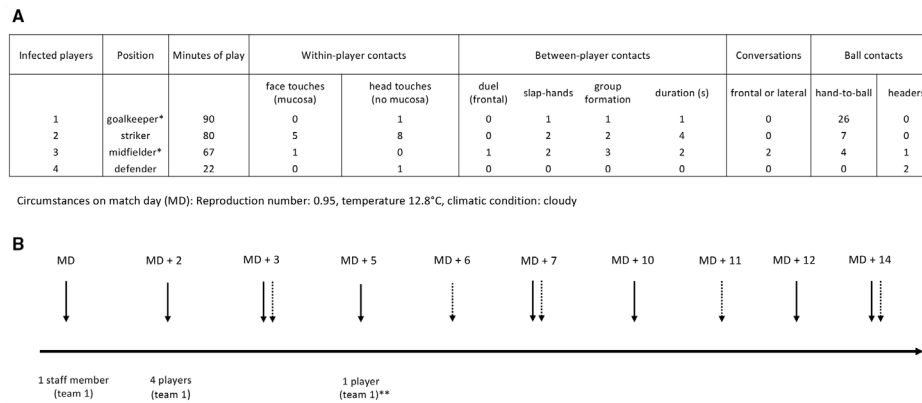 A
Infected players Position Minutes of play Within-player contacts Between-player contacts Conversations Ball contacts
face touches (mucosa) head touches (no mucosa) duel (frontal) slap-hands group formation duration (s) frontal or lateral hand-to-ball headers
1 goalkeeper* 90 0 1 0 1 1 1 0 26 0
2 striker 80 5 8 0 2 2 4 0 7 0
3 midfielder* 67 1 0 1 2 3 2 2 4 1
4 defender 22 0 1 0 0 0 0 0 0 2
Circumstances on match day (MD): Reproduction number: 0.95, temperature 12.8°C, climatic condition: cloudy
B
MD MD + 2 MD + 3 MD + 5 MD + 6 MD + 7 MD + 10 MD + 11 MD + 12 MD + 14
1 staff member 4 players 1 player
(team 1) (team 1) (team 1)**